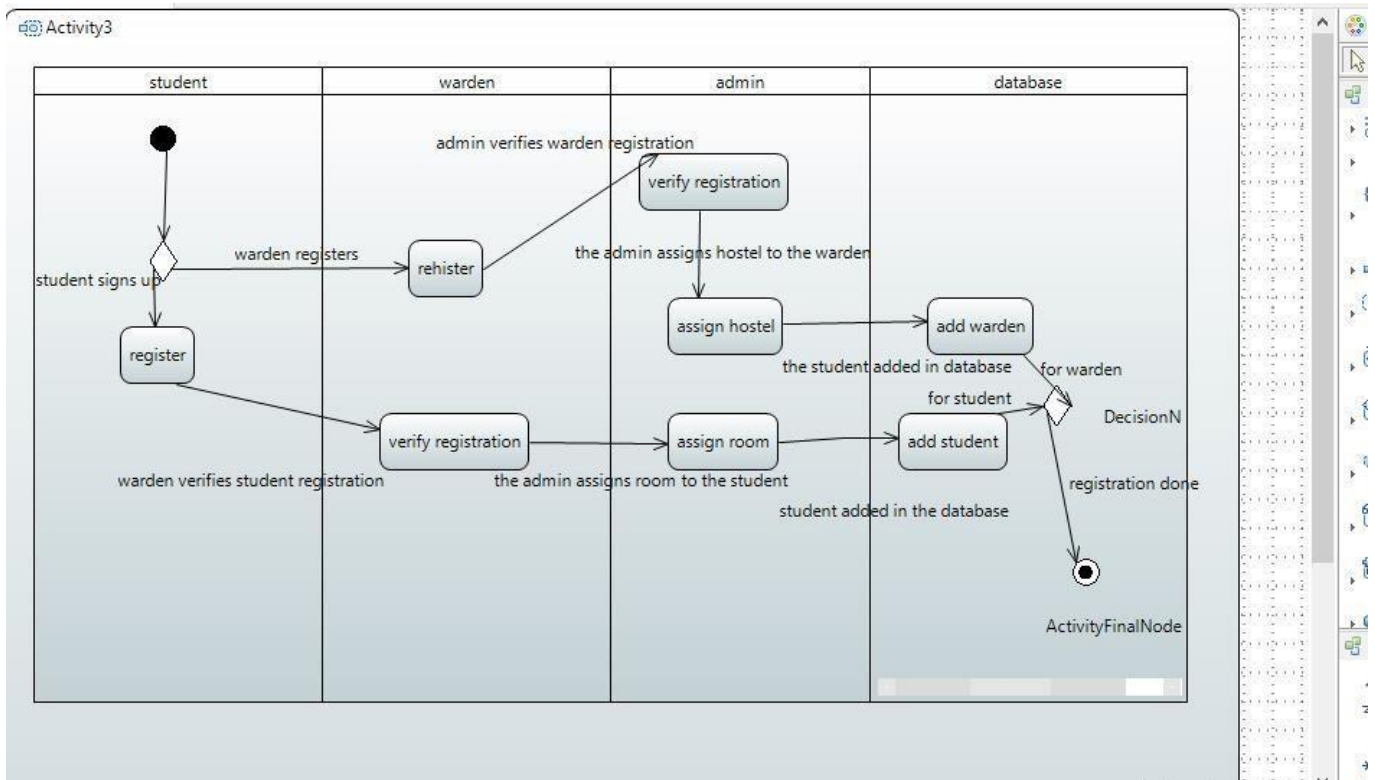 Activity3
student
warden
admin
database
admin verifies warden registration
verify registration
warden registers
the admin assigns hostel to the warden
rehister
student signs up
assign hostel
add warden
register
the student added in database
for warden
for student
DecisionN
verify registration
assign room
add student
warden verifies student registration
the admin assigns room to the student
registration done
student added in the database
ActivityFinalNode